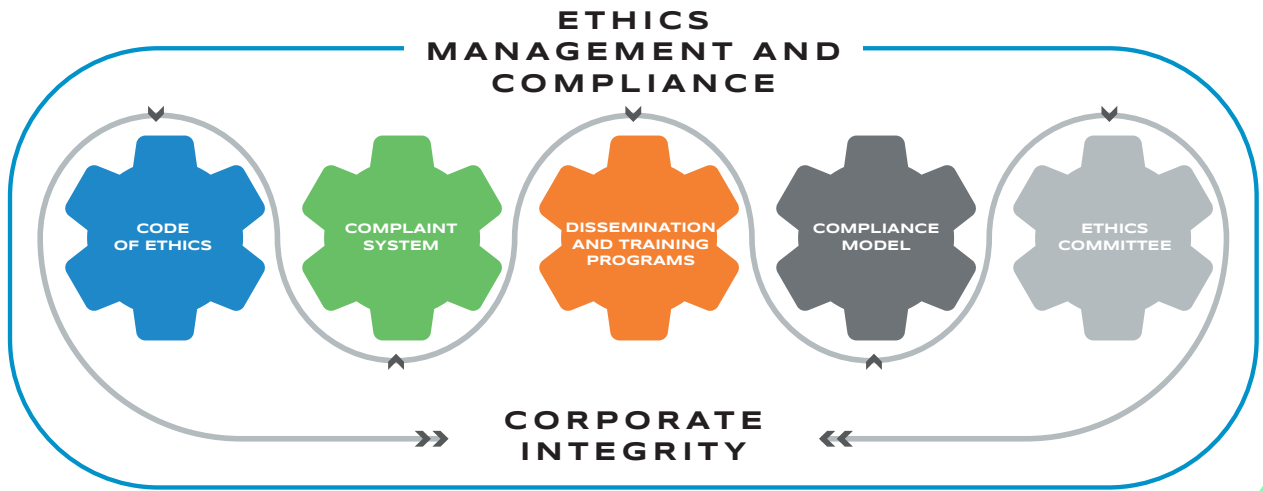 ETHICS
MANAGEMENT AND
COMPLIANCE
CODE
OF ETHICS
COMPLAINT
SYSTEM
DISSEMINATION
AND TRAINING
PROGRAMS
COMPLIANCE
MODEL
ETHICS
COMMITTEE
CORPORATE
INTEGRITY